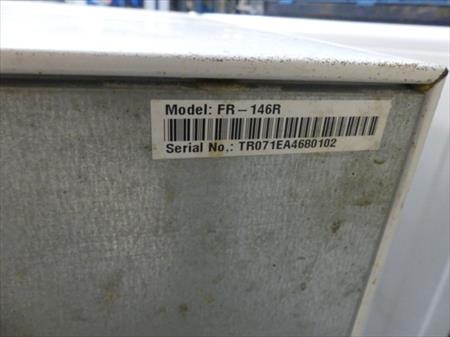 Model: FR-146R
Serial No.: TR071EA4680102